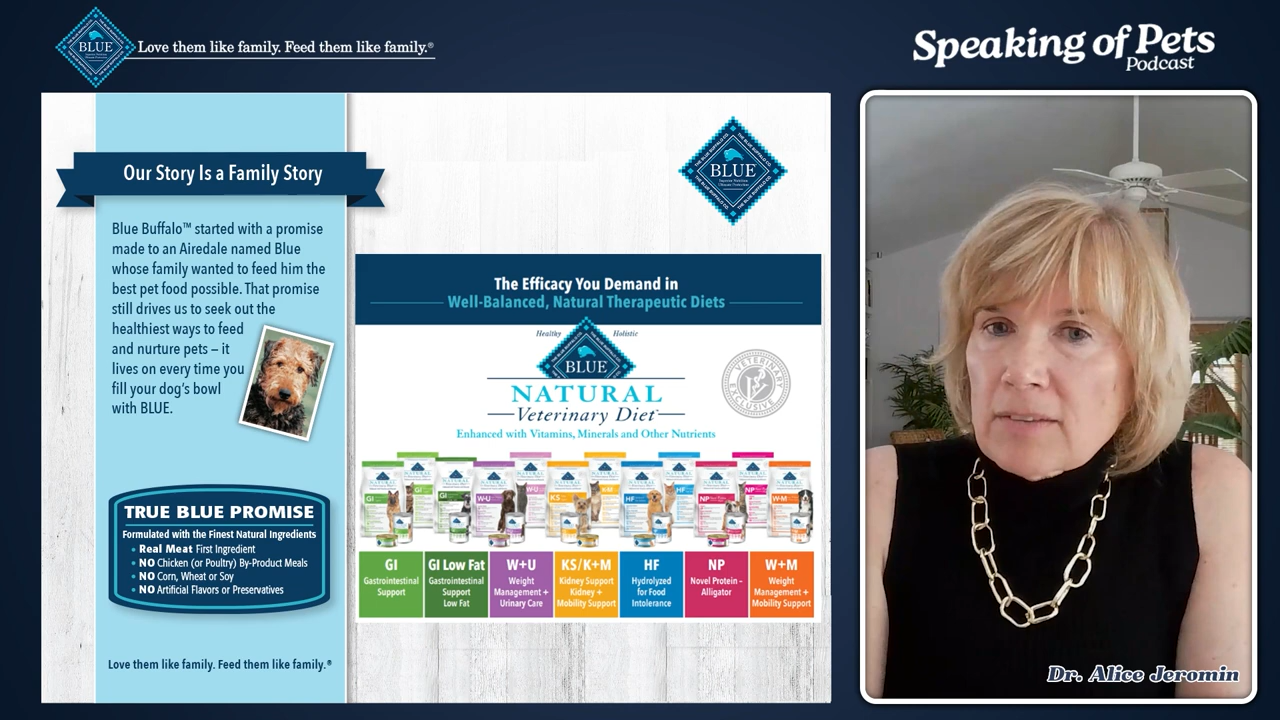 BLUE
Love them like family. Feed them like family.®
Speaking of Pets
Podcast
Our Story Is a Family Story
Blue Buffalo™ started with a promise
made to an Airedale named Blue
whose family wanted to feed him the
best pet food possible. That promise
still drives us to seek out the
healthiest ways to feed
and nurture pets – it
lives on every time you
fill your dog's bowl
with BLUE.
TRUE BLUE PROMISE
Formulated with the Finest Natural Ingredients
• Real Meat First Ingredient
• NO Chicken (or Poultry) By-Product Meals
• NO Corn, Wheat or Soy
• NO Artificial Flavors or Preservatives
Love them like family. Feed them like family.®
THE BLUE BUFFALO CO.
BLUE
The Efficacy You Demand in
Well-Balanced, Natural Therapeutic Diets
Healthy Holistic
BLUE
NATURAL
Veterinary Diet
Enhanced with Vitamins, Minerals and Other Nutrients
VETERINARY
EXCLUSIVE
GI
Gastrointestinal
Support
GI Low Fat
Gastrointestinal
Support
Low Fat
W+U
Weight
Management +
Urinary Care
KS/K+M
Kidney Support
Kidney +
Mobility Support
HF
Hydrolyzed
for Food
Intolerance
NP
Novel Protein –
Alligator
W+M
Weight
Management +
Mobility Support
Dr. Alice Jeromin